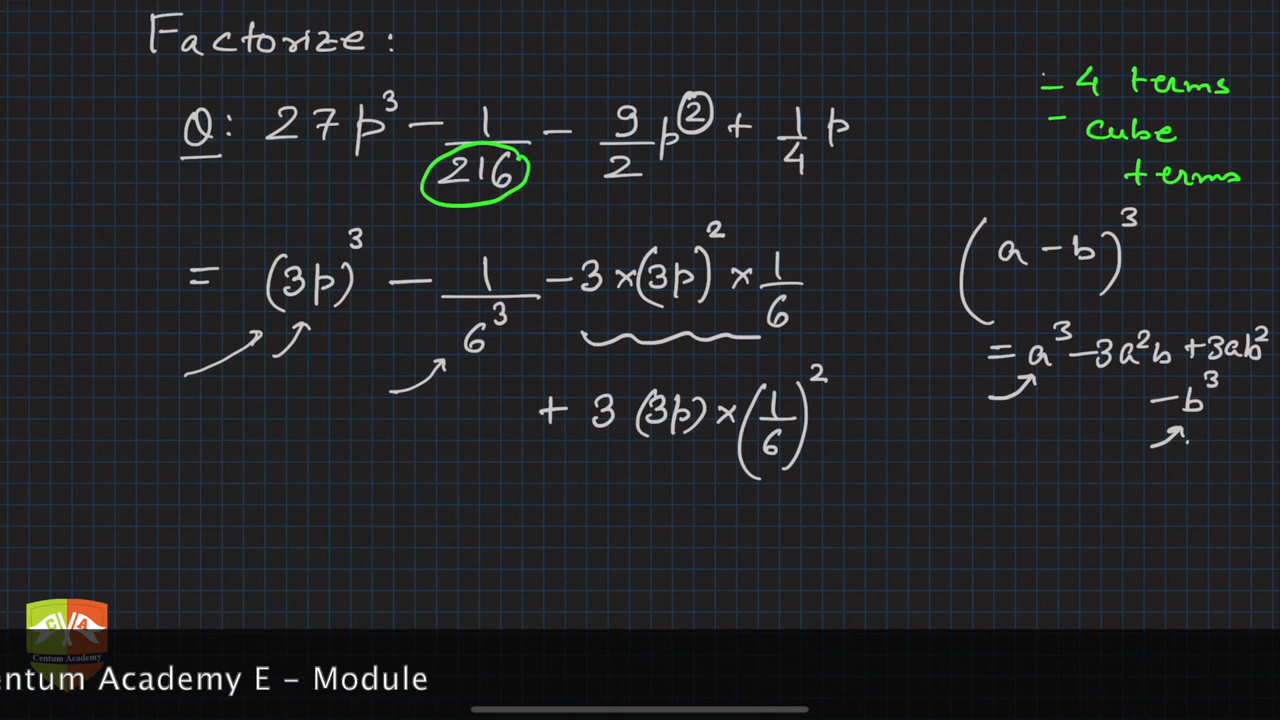 Factorize :
Q: 27p³ - 1/216 - 9/2 p² + 1/4 p
= (3p)³ - 1/6³ - 3 × (3p)² × 1/6
+ 3 (3p) × (1/6)²
- 4 terms
- cube
terms
(a - b)³
= a³ - 3a²b + 3ab²
- b³
CA
Centum Academy
entum Academy E - Module